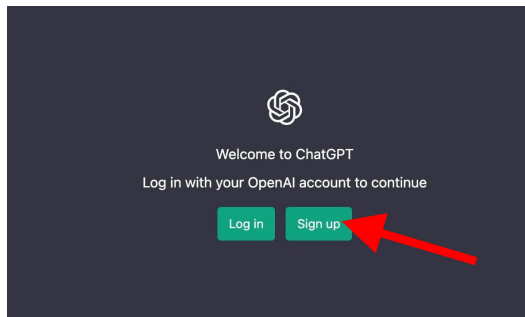 Welcome to ChatGPT
Log in with your OpenAI account to continue
Log in Sign up